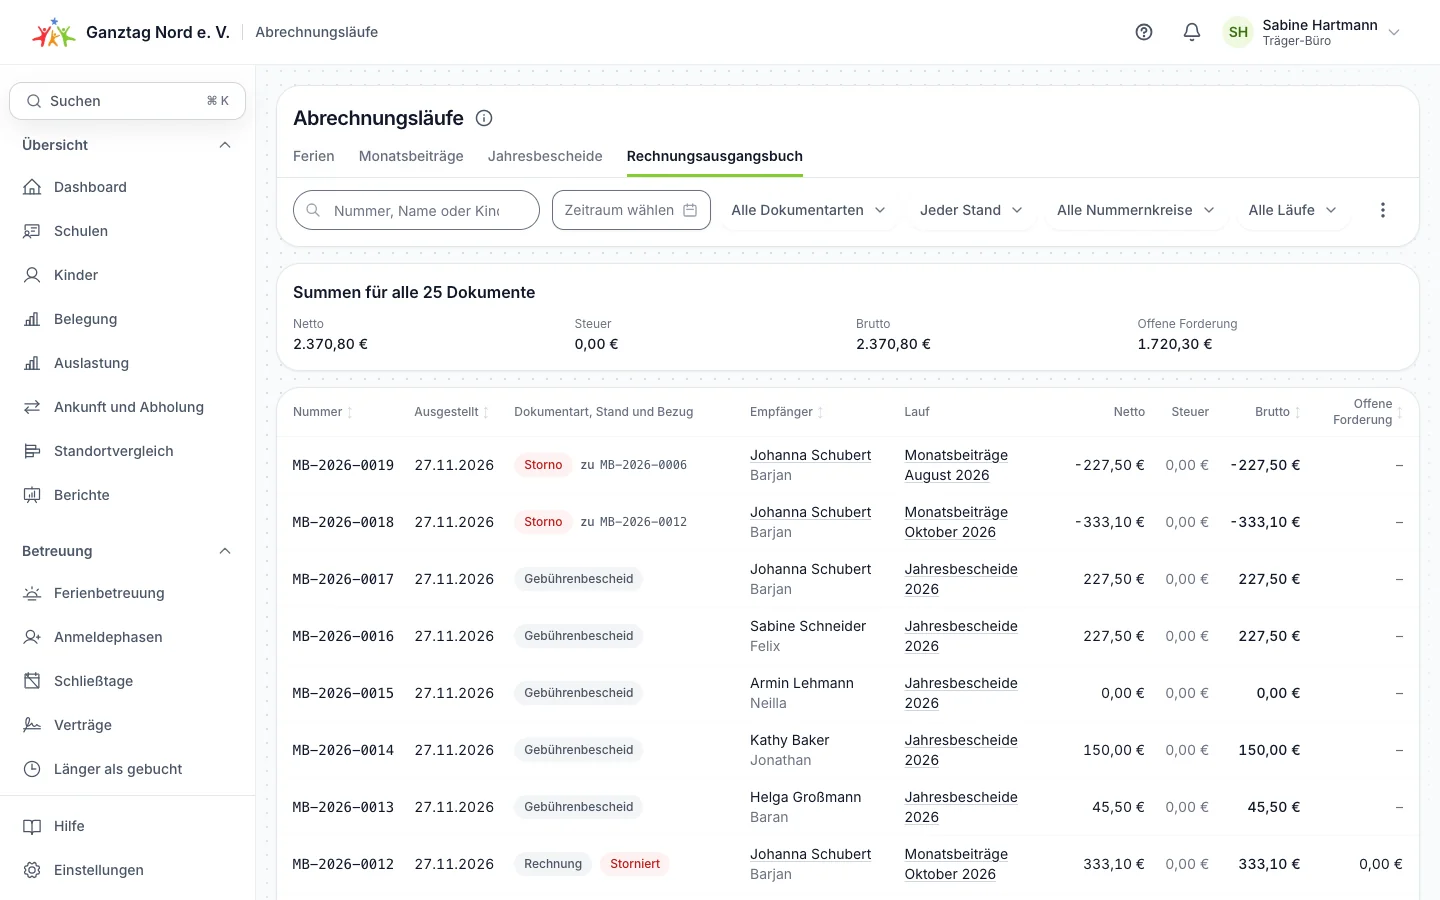 Ganztag Nord e. V.
Abrechnungsläufe
SH
Sabine Hartmann
Träger-Büro
Suchen
⌘ K
Übersicht
Dashboard
Schulen
Kinder
Belegung
Auslastung
Ankunft und Abholung
Standortvergleich
Berichte
Betreuung
Ferienbetreuung
Anmeldephasen
Schließtage
Verträge
Länger als gebucht
Hilfe
Einstellungen
Abrechnungsläufe
Ferien Monatsbeiträge Jahresbescheide Rechnungsausgangsbuch
Nummer, Name oder Kind Zeitraum wählen Alle Dokumentarten Jeder Stand Alle Nummernkreise Alle Läufe
Summen für alle 25 Dokumente
Netto Steuer Brutto Offene Forderung
2.370,80 € 0,00 € 2.370,80 € 1.720,30 €
Nummer Ausgestellt Dokumentart, Stand und Bezug Empfänger Lauf Netto Steuer Brutto Offene Forderung
MB-2026-0019 27.11.2026 Storno zu MB-2026-0006 Johanna Schubert Barjan Monatsbeiträge August 2026 -227,50 € 0,00 € -227,50 € –
MB-2026-0018 27.11.2026 Storno zu MB-2026-0012 Johanna Schubert Barjan Monatsbeiträge Oktober 2026 -333,10 € 0,00 € -333,10 € –
MB-2026-0017 27.11.2026 Gebührenbescheid Johanna Schubert Barjan Jahresbescheide 2026 227,50 € 0,00 € 227,50 € –
MB-2026-0016 27.11.2026 Gebührenbescheid Sabine Schneider Felix Jahresbescheide 2026 227,50 € 0,00 € 227,50 € –
MB-2026-0015 27.11.2026 Gebührenbescheid Armin Lehmann Neilla Jahresbescheide 2026 0,00 € 0,00 € 0,00 € –
MB-2026-0014 27.11.2026 Gebührenbescheid Kathy Baker Jonathan Jahresbescheide 2026 150,00 € 0,00 € 150,00 € –
MB-2026-0013 27.11.2026 Gebührenbescheid Helga Großmann Baran Jahresbescheide 2026 45,50 € 0,00 € 45,50 € –
MB-2026-0012 27.11.2026 Rechnung Storniert Johanna Schubert Barjan Monatsbeiträge Oktober 2026 333,10 € 0,00 € 333,10 € 0,00 €